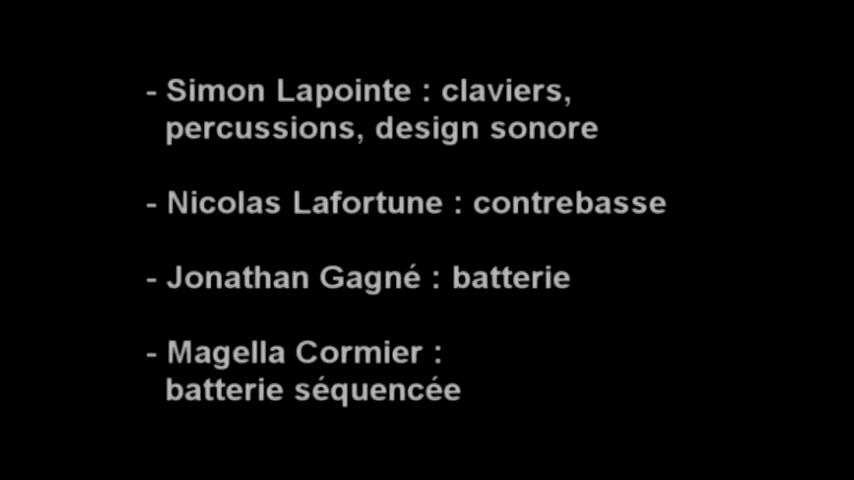 - Simon Lapointe : claviers,
percussions, design sonore
- Nicolas Lafortune : contrebasse
- Jonathan Gagné : batterie
- Magella Cormier :
batterie séquencée